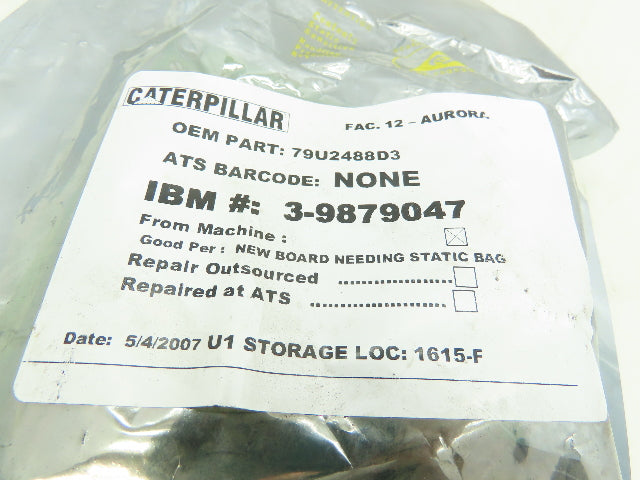 CATERPILLAR
FAC. 12 - AURORA
OEM PART: 79U2488D3
ATS BARCODE: NONE
IBM #: 3-9879047
From Machine :
Good Per : NEW BOARD NEEDING STATIC BAG
Repair Outsourced ....................
Repaired at ATS ....................
Date: 5/4/2007 U1 STORAGE LOC: 1615-F